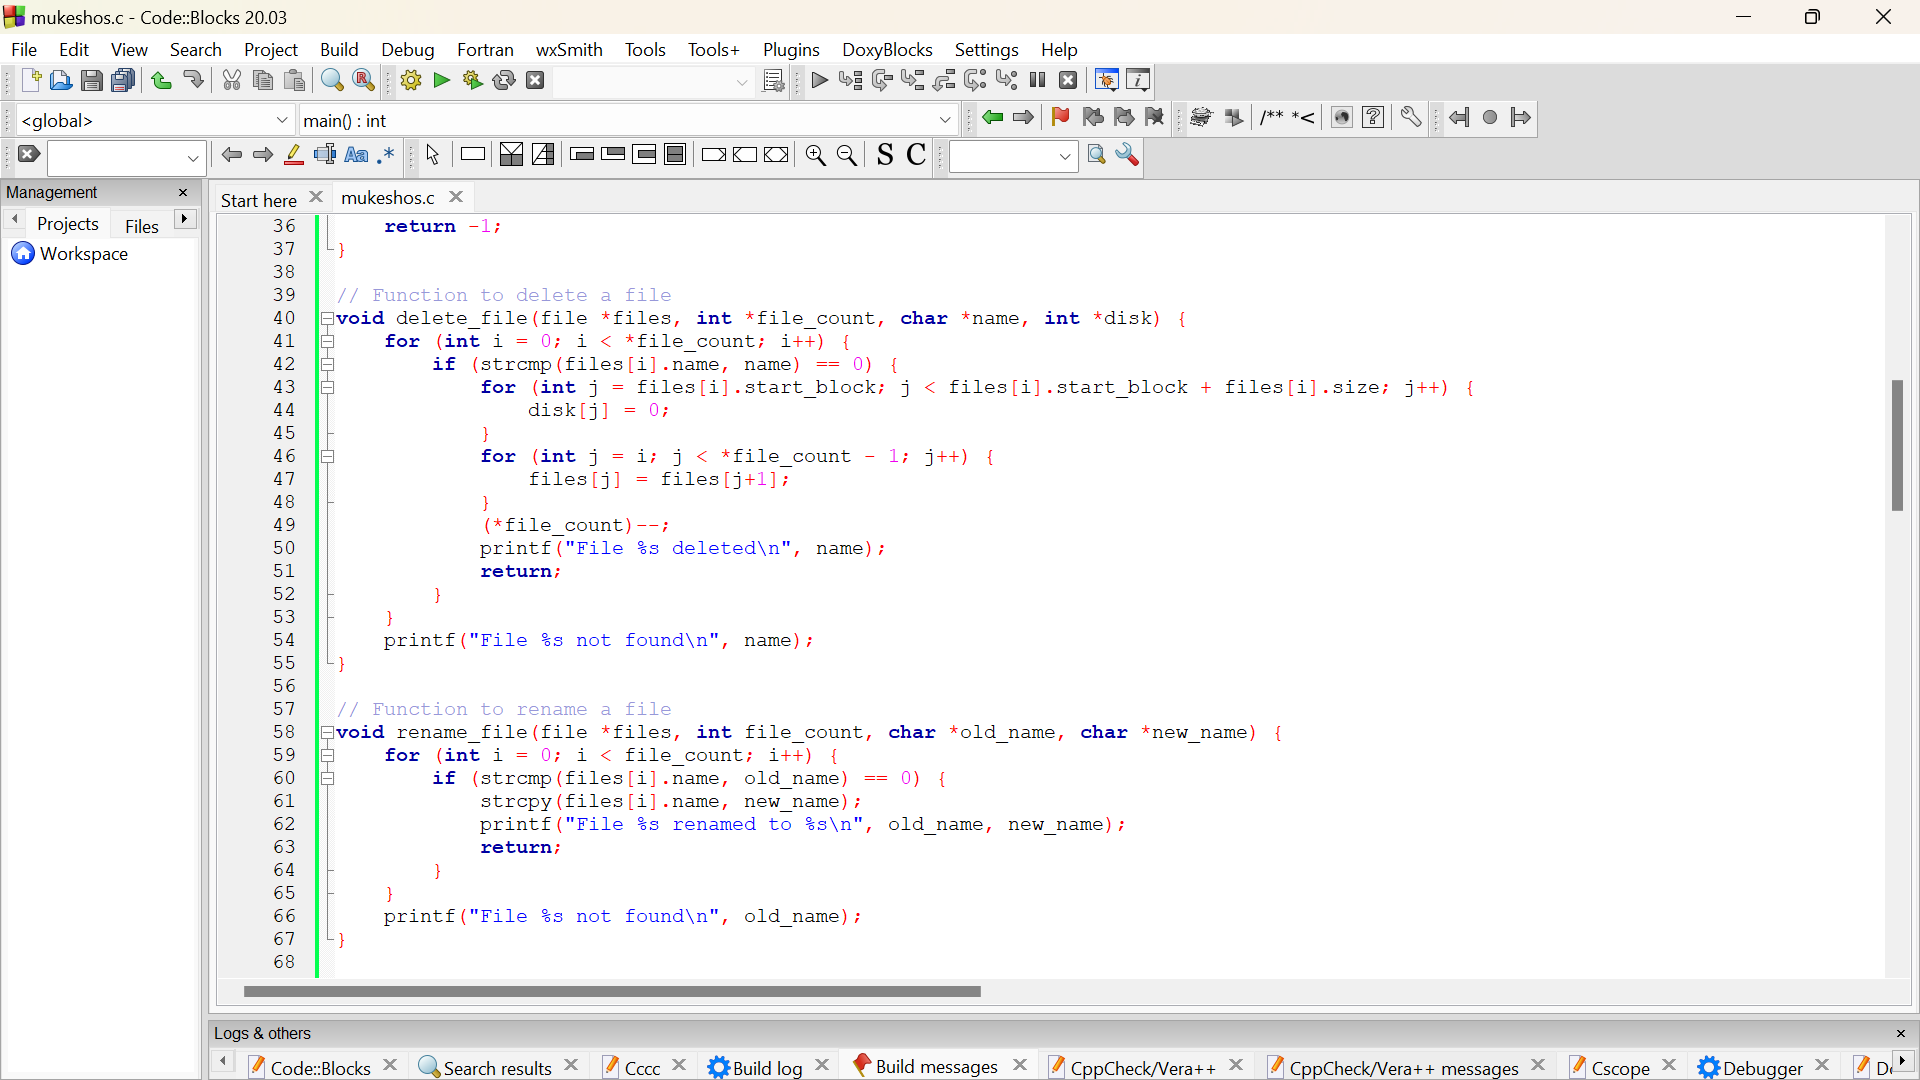 mukeshos.c - Code::Blocks 20.03
File Edit View Search Project Build Debug Fortran wxSmith Tools Tools+ Plugins DoxyBlocks Settings Help
<global> main() : int /** *<
Aa .* S C
Management
Projects Files
Workspace
Start here mukeshos.c
36 return -1;
37 }
38
39 // Function to delete a file
40 void delete_file(file *files, int *file_count, char *name, int *disk) {
41 for (int i = 0; i < *file_count; i++) {
42 if (strcmp(files[i].name, name) == 0) {
43 for (int j = files[i].start_block; j < files[i].start_block + files[i].size; j++) {
44 disk[j] = 0;
45 }
46 for (int j = i; j < *file_count - 1; j++) {
47 files[j] = files[j+1];
48 }
49 (*file_count)--;
50 printf("File %s deleted\n", name);
51 return;
52 }
53 }
54 printf("File %s not found\n", name);
55 }
56
57 // Function to rename a file
58 void rename_file(file *files, int file_count, char *old_name, char *new_name) {
59 for (int i = 0; i < file_count; i++) {
60 if (strcmp(files[i].name, old_name) == 0) {
61 strcpy(files[i].name, new_name);
62 printf("File %s renamed to %s\n", old_name, new_name);
63 return;
64 }
65 }
66 printf("File %s not found\n", old_name);
67 }
68
Logs & others
Code::Blocks Search results Cccc Build log Build messages CppCheck/Vera++ CppCheck/Vera++ messages Cscope Debugger